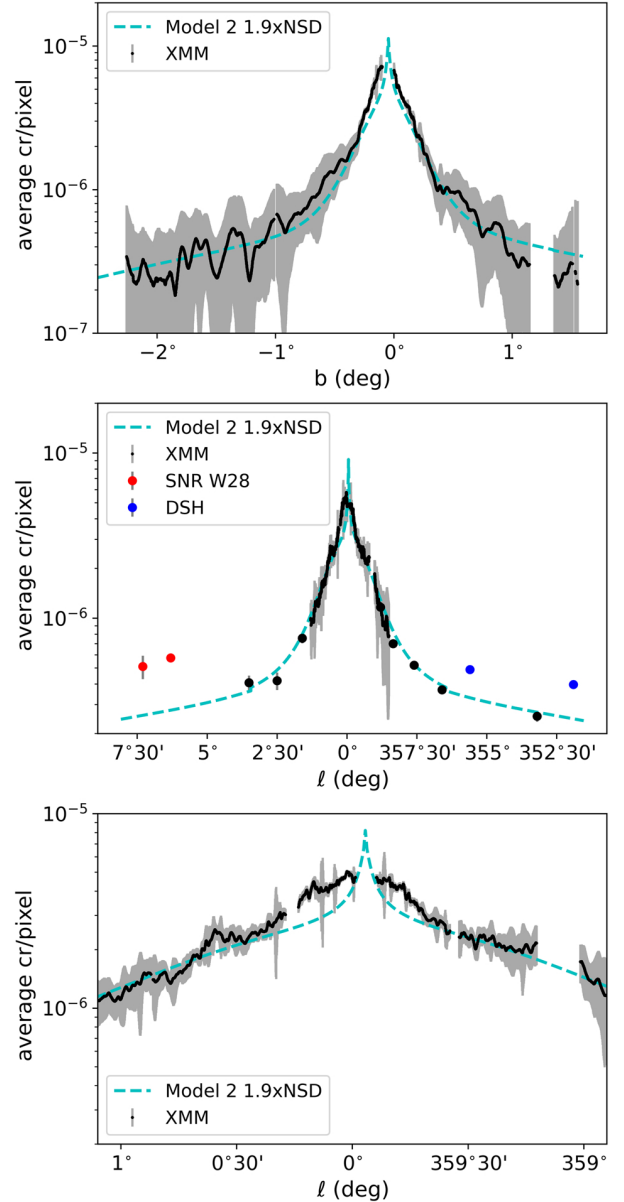 Model 2 1.9xNSD
XMM
10⁻⁵
10⁻⁶
10⁻⁷
average cr/pixel
−2° −1° 0° 1°
b (deg)
Model 2 1.9xNSD
XMM
SNR W28
DSH
10⁻⁵
10⁻⁶
average cr/pixel
7°30' 5° 2°30' 0° 357°30' 355° 352°30'
ℓ (deg)
10⁻⁵
10⁻⁶
average cr/pixel
Model 2 1.9xNSD
XMM
1° 0°30' 0° 359°30' 359°
ℓ (deg)